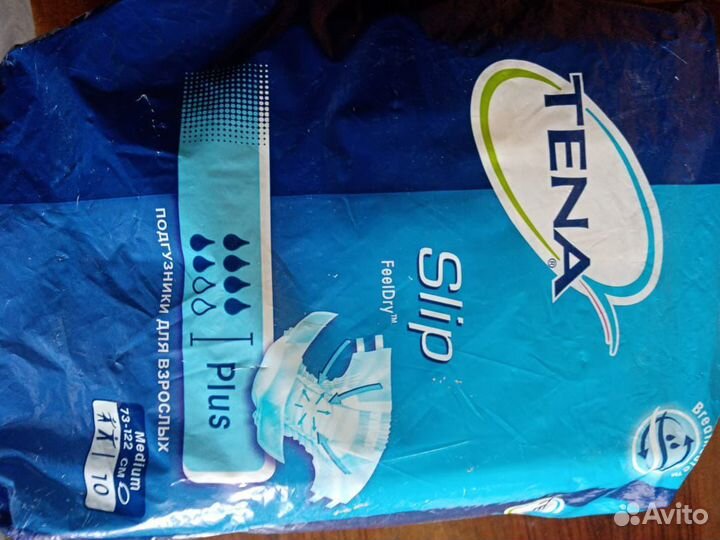 TENA®
Slip
FeelDry™
Plus
ПОДГУЗНИКИ ДЛЯ ВЗРОСЛЫХ
Medium
73-122 CM
10
Avito